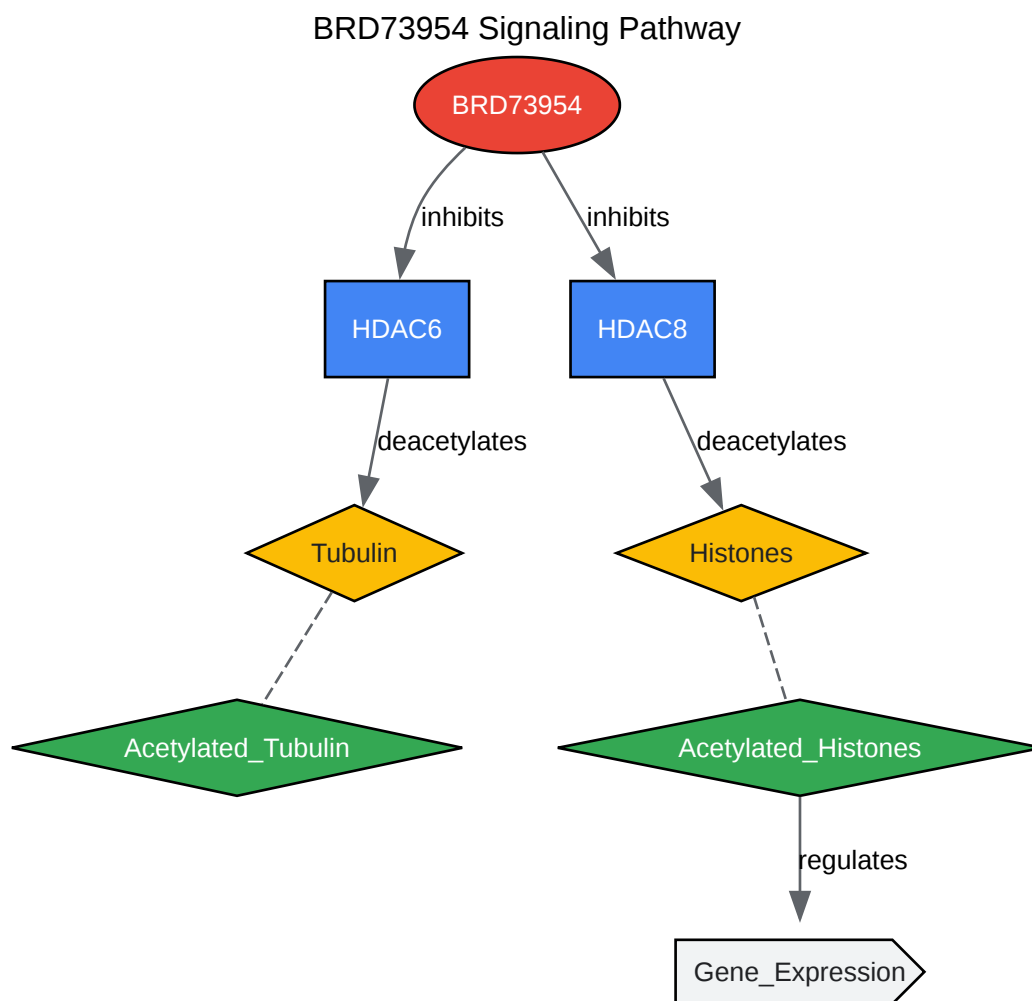 BRD73954 Signaling Pathway
BRD73954
inhibits
inhibits
HDAC6
HDAC8
deacetylates
deacetylates
Tubulin
Histones
Acetylated_Tubulin
Acetylated_Histones
regulates
Gene_Expression